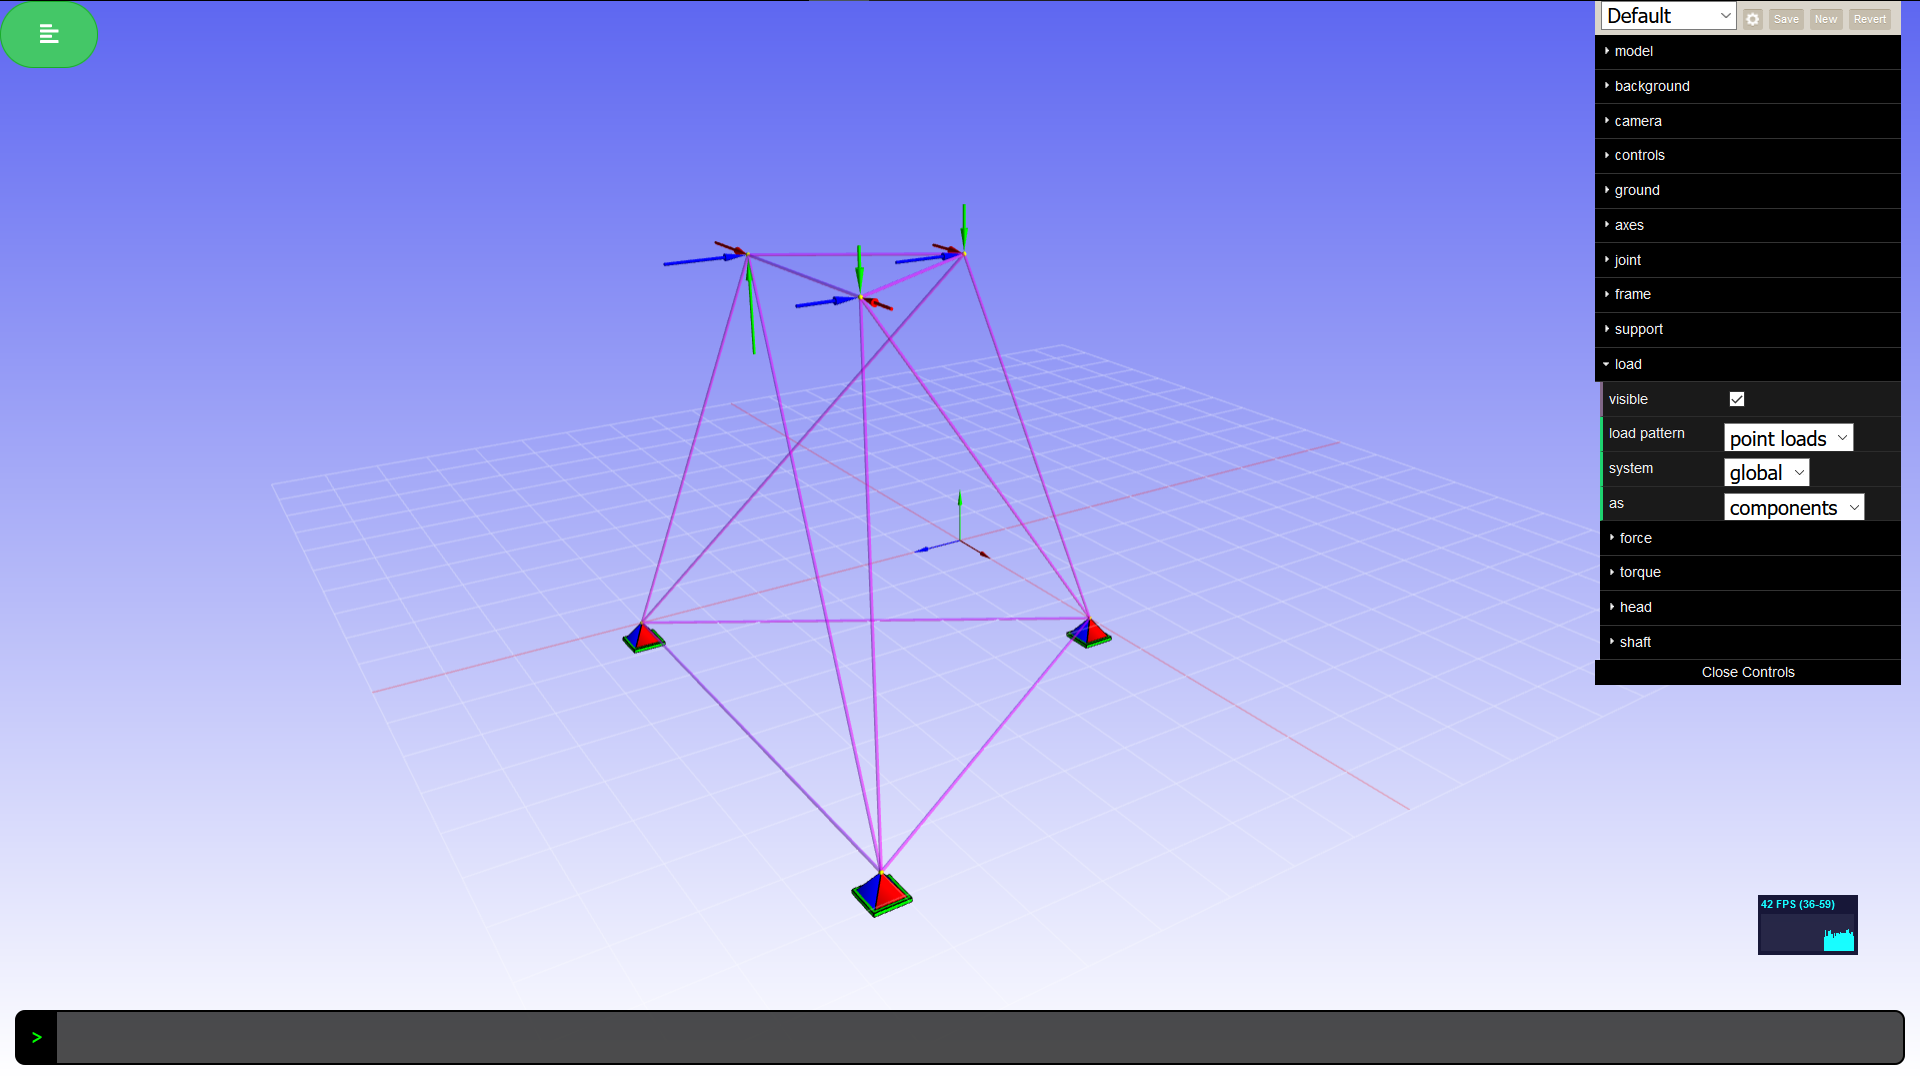 Default
Save
New
Revert
model
background
camera
controls
ground
axes
joint
frame
support
load
visible
load pattern
point loads
system
global
as
components
force
torque
head
shaft
Close Controls
42 FPS (36-59)
>